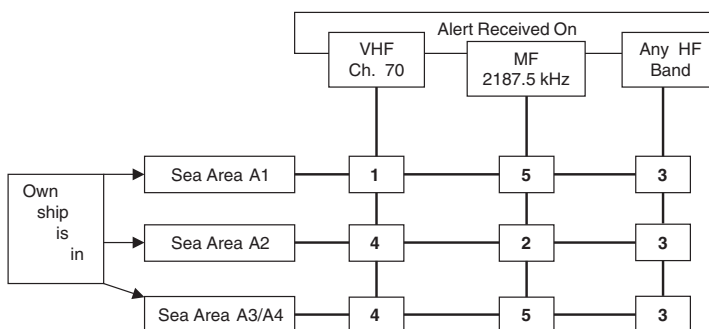 Alert Received On
VHF
Ch. 70
MF
2187.5 kHz
Any HF
Band
Own
ship
is
in
Sea Area A1
1
5
3
Sea Area A2
4
2
3
Sea Area A3/A4
4
5
3